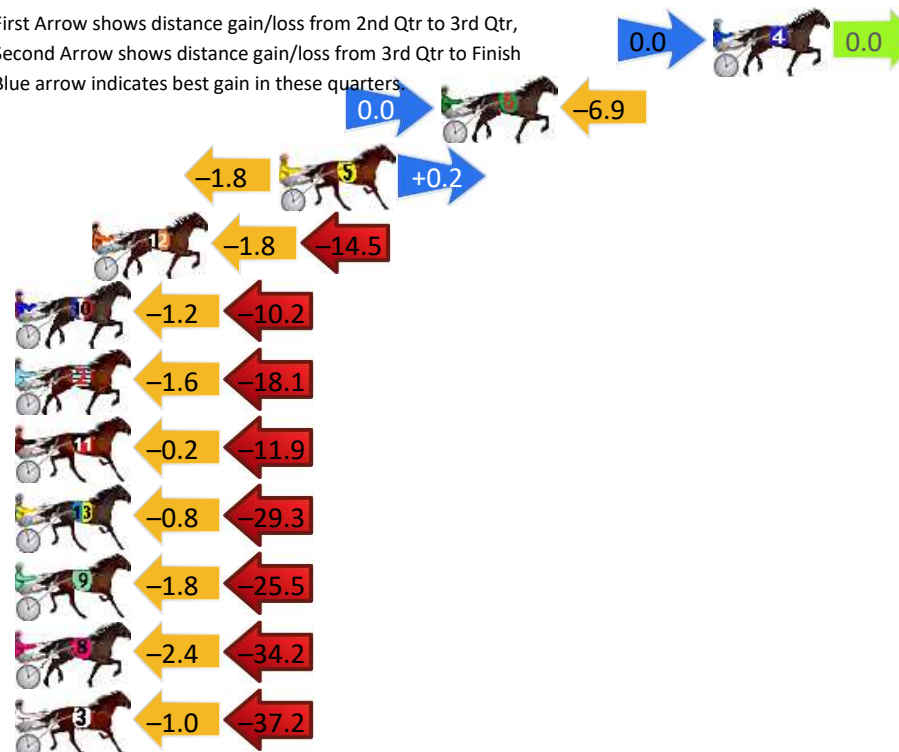 First Arrow shows distance gain/loss from 2nd Qtr to 3rd Qtr,
Second Arrow shows distance gain/loss from 3rd Qtr to Finish
Blue arrow indicates best gain in these quarters.
0.0 4 0.0
0.0 –6.9
–1.8 5 +0.2
12 –1.8 –14.5
10 –1.2 –10.2
–1.6 –18.1
11 –0.2 –11.9
13 –0.8 –29.3
9 –1.8 –25.5
8 –2.4 –34.2
3 –1.0 –37.2